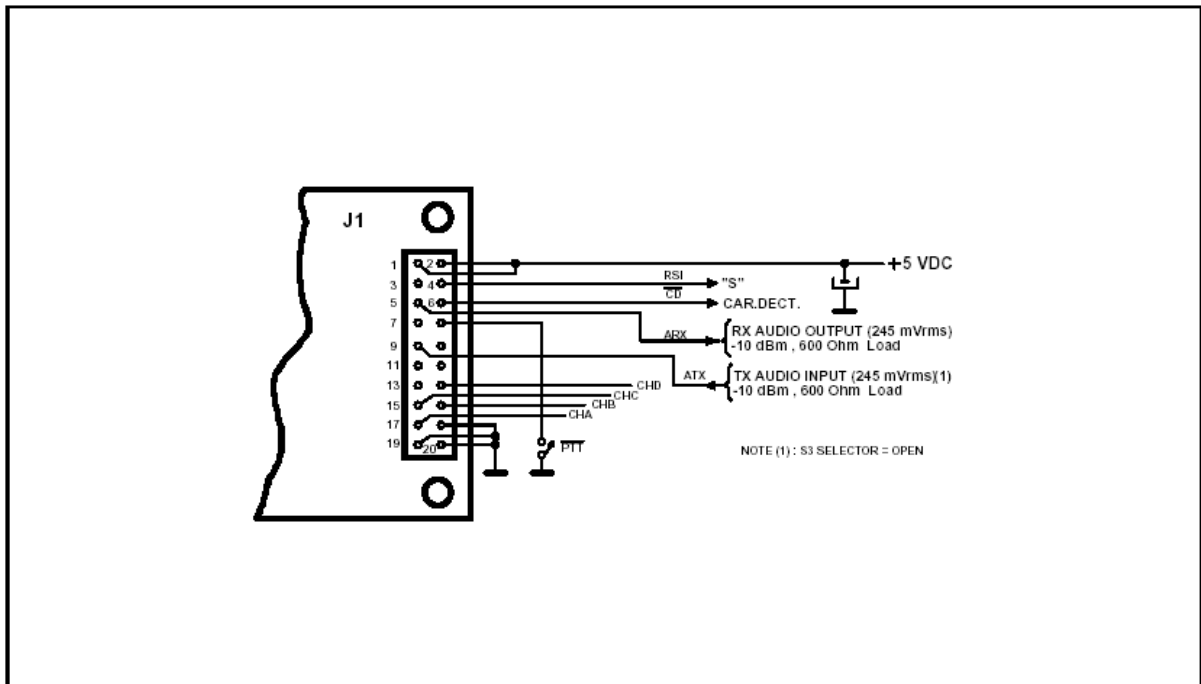 J1
1 2
3 4
5 6
7
9
11
13
15
17
19 20
+5 VDC
RSI
"S"
CD
CAR.DECT.
ARX
RX AUDIO OUTPUT (245 mVrms)
-10 dBm , 600 Ohm Load
ATX
TX AUDIO INPUT (245 mVrms)(1)
-10 dBm , 600 Ohm Load
CHD
CHC
CHB
CHA
PTT
NOTE (1) : S3 SELECTOR = OPEN